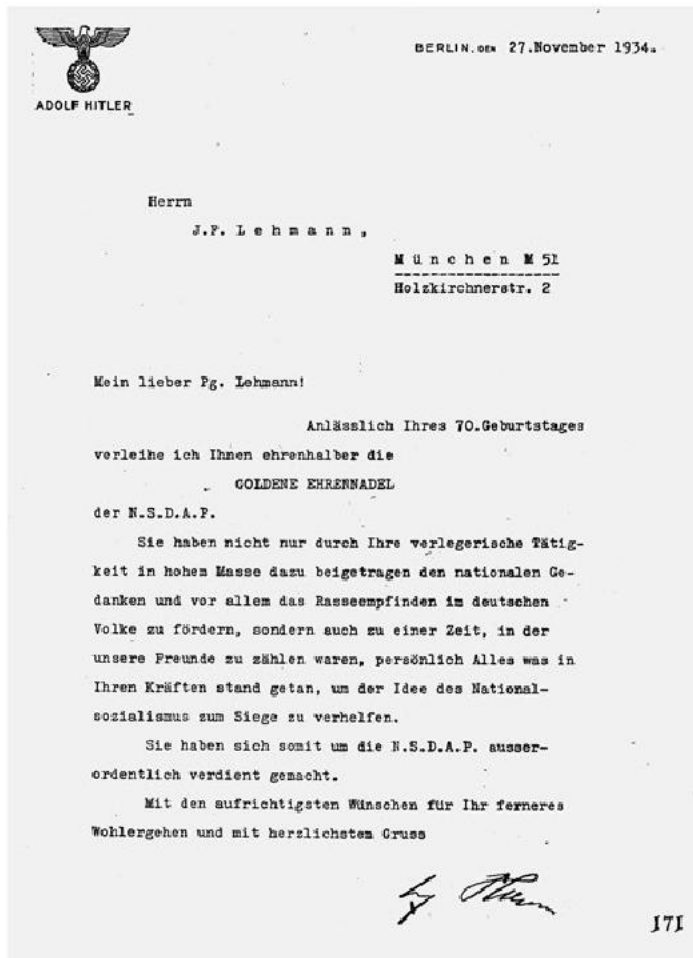 BERLIN, DEN 27.November 1934.
ADOLF HITLER
Herrn
J.F. Lehmann,
München M 51
Holzkirchnerstr. 2
Mein lieber Pg. Lehmann!
Anlässlich Ihres 70.Geburtstages
verleihe ich Ihnen ehrenhalber die
GOLDENE EHRENNADEL
der N.S.D.A.P.
Sie haben nicht nur durch Ihre verlegerische Tätig-
keit in hohem Masse dazu beigetragen den nationalen Ge-
danken und vor allem das Rasseempfinden im deutschen
Volke zu fördern, sondern auch zu einer Zeit, in der
unsere Freunde zu zählen waren, persönlich Alles was in
Ihren Kräften stand getan, um der Idee des National-
sozialismus zum Siege zu verhelfen.
Sie haben sich somit um die N.S.D.A.P. ausser-
ordentlich verdient gemacht.
Mit den aufrichtigsten Wünschen für Ihr ferneres
Wohlergehen und mit herzlichstem Gruss
171